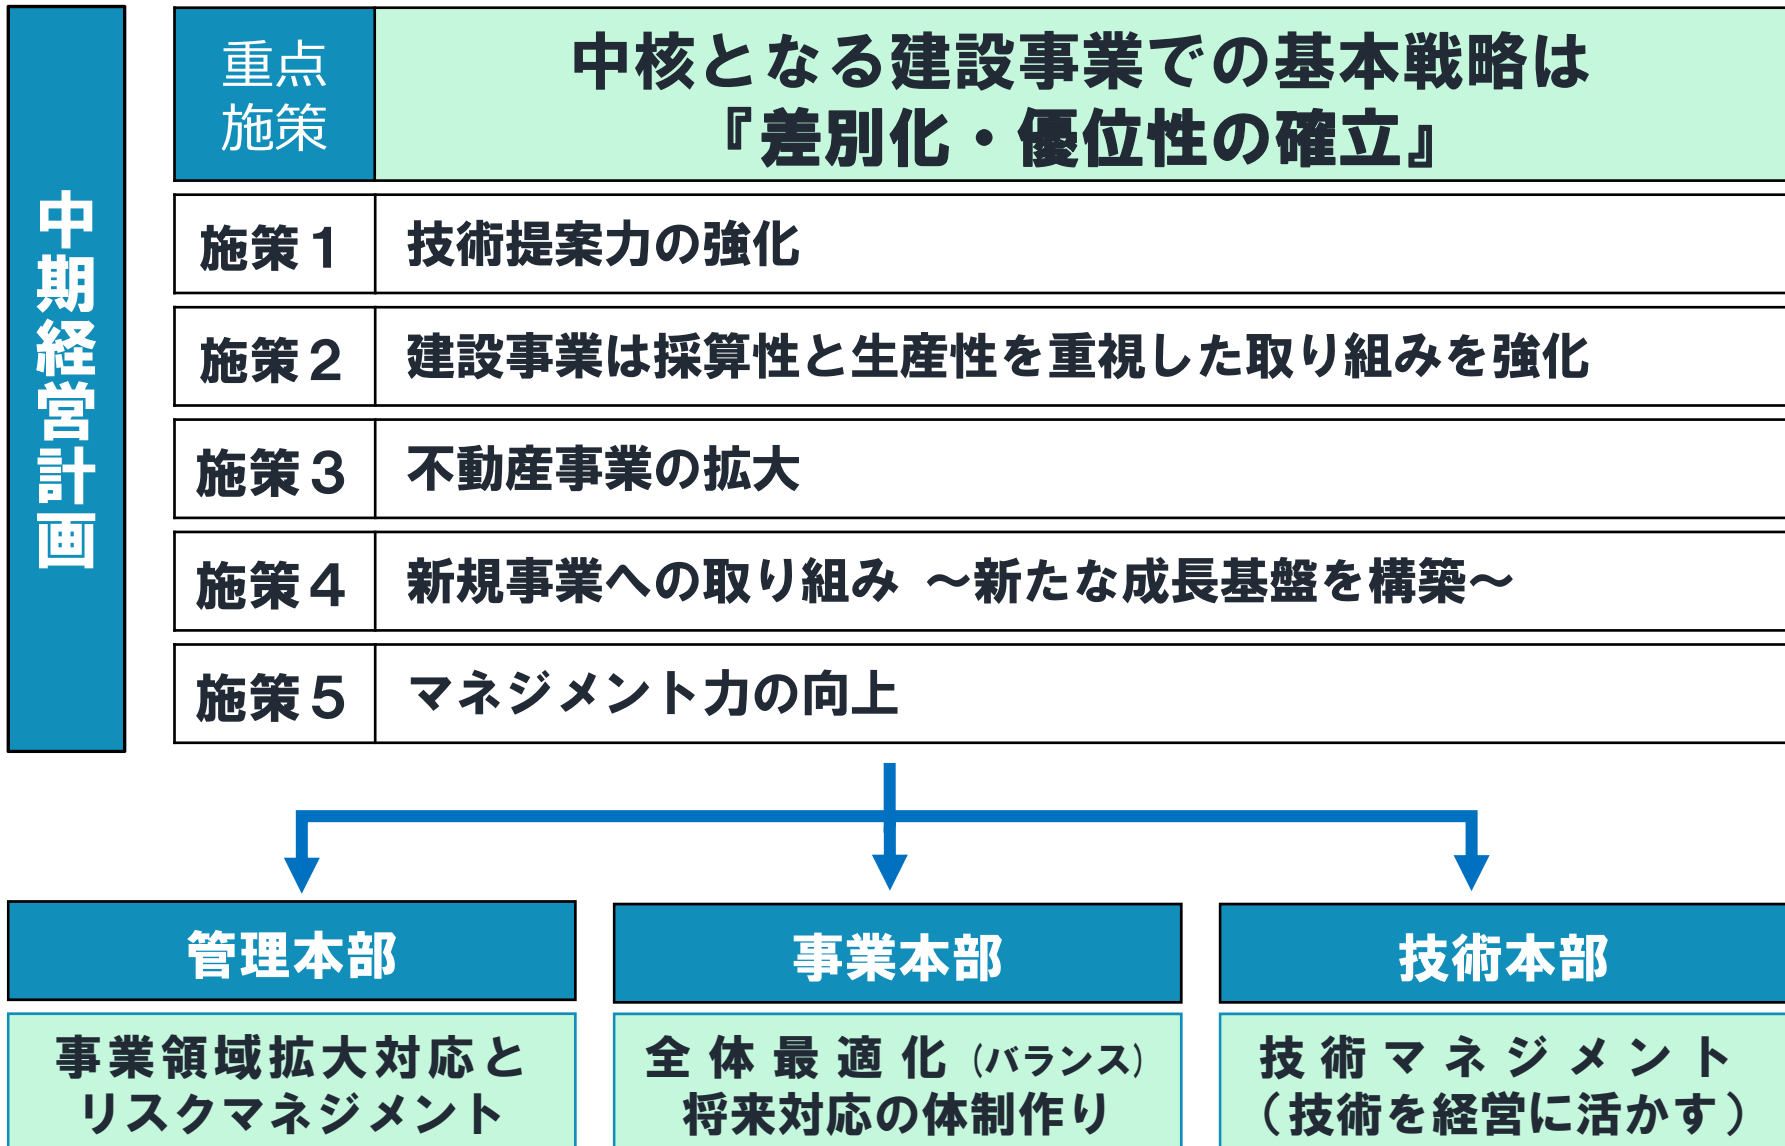 中期経営計画
重点
施策
中核となる建設事業での基本戦略は
『差別化・優位性の確立』
施策1 技術提案力の強化
施策2 建設事業は採算性と生産性を重視した取り組みを強化
施策3 不動産事業の拡大
施策4 新規事業への取り組み ～新たな成長基盤を構築～
施策5 マネジメント力の向上
管理本部
事業領域拡大対応と
リスクマネジメント
事業本部
全体最適化(バランス)
将来対応の体制作り
技術本部
技術マネジメント
(技術を経営に活かす)